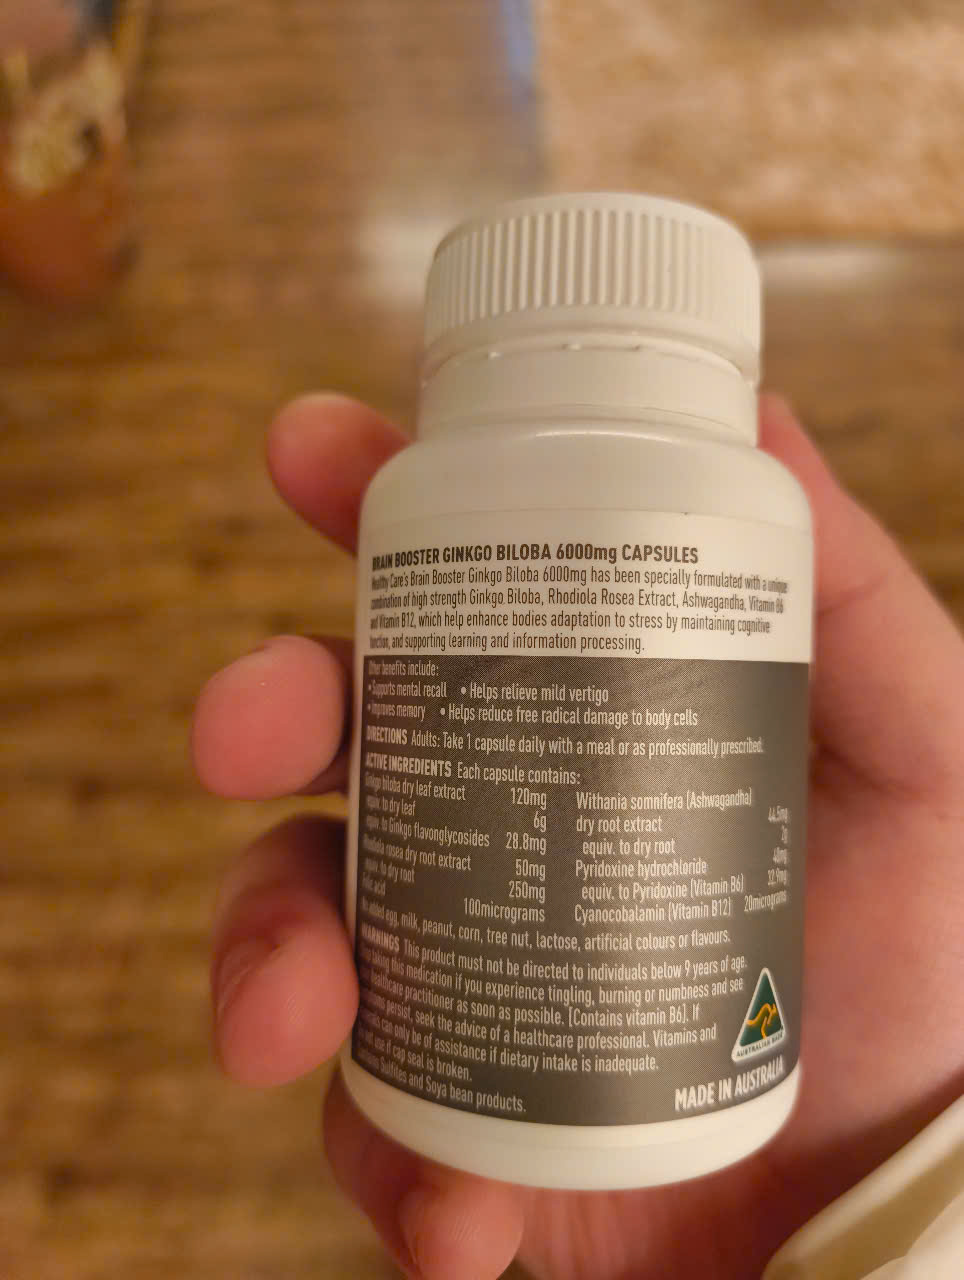 BRAIN BOOSTER GINKGO BILOBA 6000mg CAPSULES
Healthy Care's Brain Booster Ginkgo Biloba 6000mg has been specially formulated with a unique
combination of high strength Ginkgo Biloba, Rhodiola Rosea Extract, Ashwagandha, Vitamin B6
and Vitamin B12, which help enhance bodies adaptation to stress by maintaining cognitive
function, and supporting learning and information processing.
Other benefits include:
• Supports mental recall • Helps relieve mild vertigo
• Improves memory • Helps reduce free radical damage to body cells
DIRECTIONS Adults: Take 1 capsule daily with a meal or as professionally prescribed.
ACTIVE INGREDIENTS Each capsule contains:
Ginkgo biloba dry leaf extract 120mg
equiv. to dry leaf 6g
equiv. to Ginkgo flavonglycosides 28.8mg
Rhodiola rosea dry root extract 50mg
equiv. to dry root 250mg
acid 100micrograms
Withania somnifera (Ashwagandha)
dry root extract 44.5mg
equiv. to dry root 2g
Pyridoxine hydrochloride 40mg
equiv. to Pyridoxine (Vitamin B6) 32.9mg
Cyanocobalamin (Vitamin B12) 20micrograms
No added egg, milk, peanut, corn, tree nut, lactose, artificial colours or flavours.
WARNINGS This product must not be directed to individuals below 9 years of age.
taking this medication if you experience tingling, burning or numbness and see
healthcare practitioner as soon as possible. [Contains vitamin B6]. If
persist, seek the advice of a healthcare professional. Vitamins and
can only be of assistance if dietary intake is inadequate.
not use if cap seal is broken.
Sulfites and Soya bean products.
AUSTRALIAN MADE
MADE IN AUSTRALIA